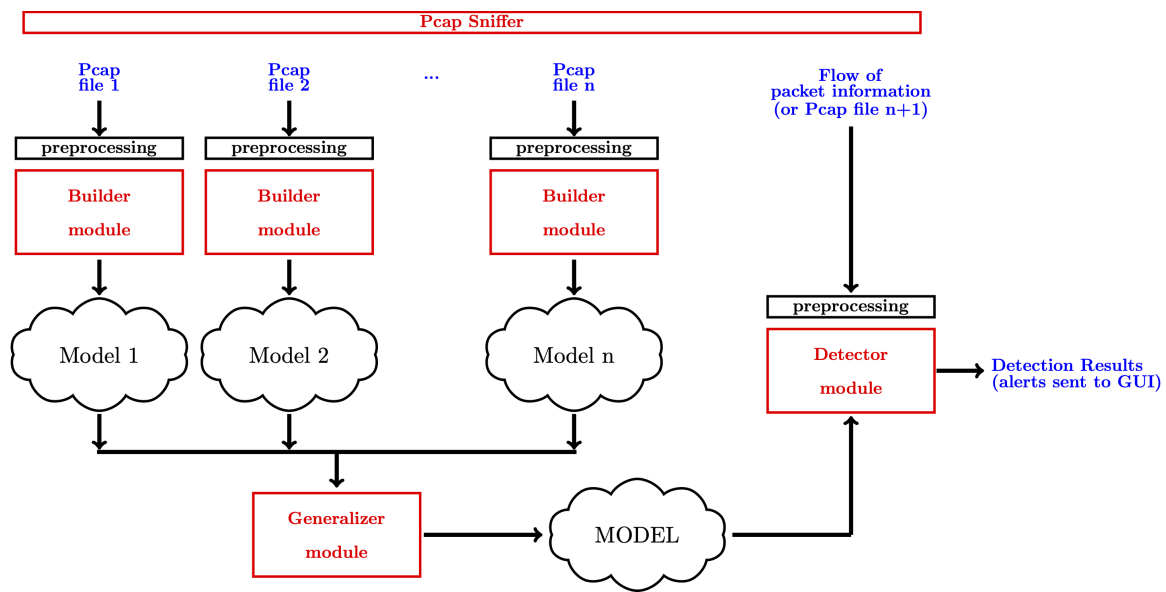 Pcap Sniffer
Pcap
file 1
Pcap
file 2
...
Pcap
file n
Flow of
packet information
(or Pcap file n+1)
preprocessing
preprocessing
preprocessing
Builder
module
Builder
module
Builder
module
preprocessing
Model 1
Model 2
Model n
Detector
module
Detection Results
(alerts sent to GUI)
Generalizer
module
MODEL